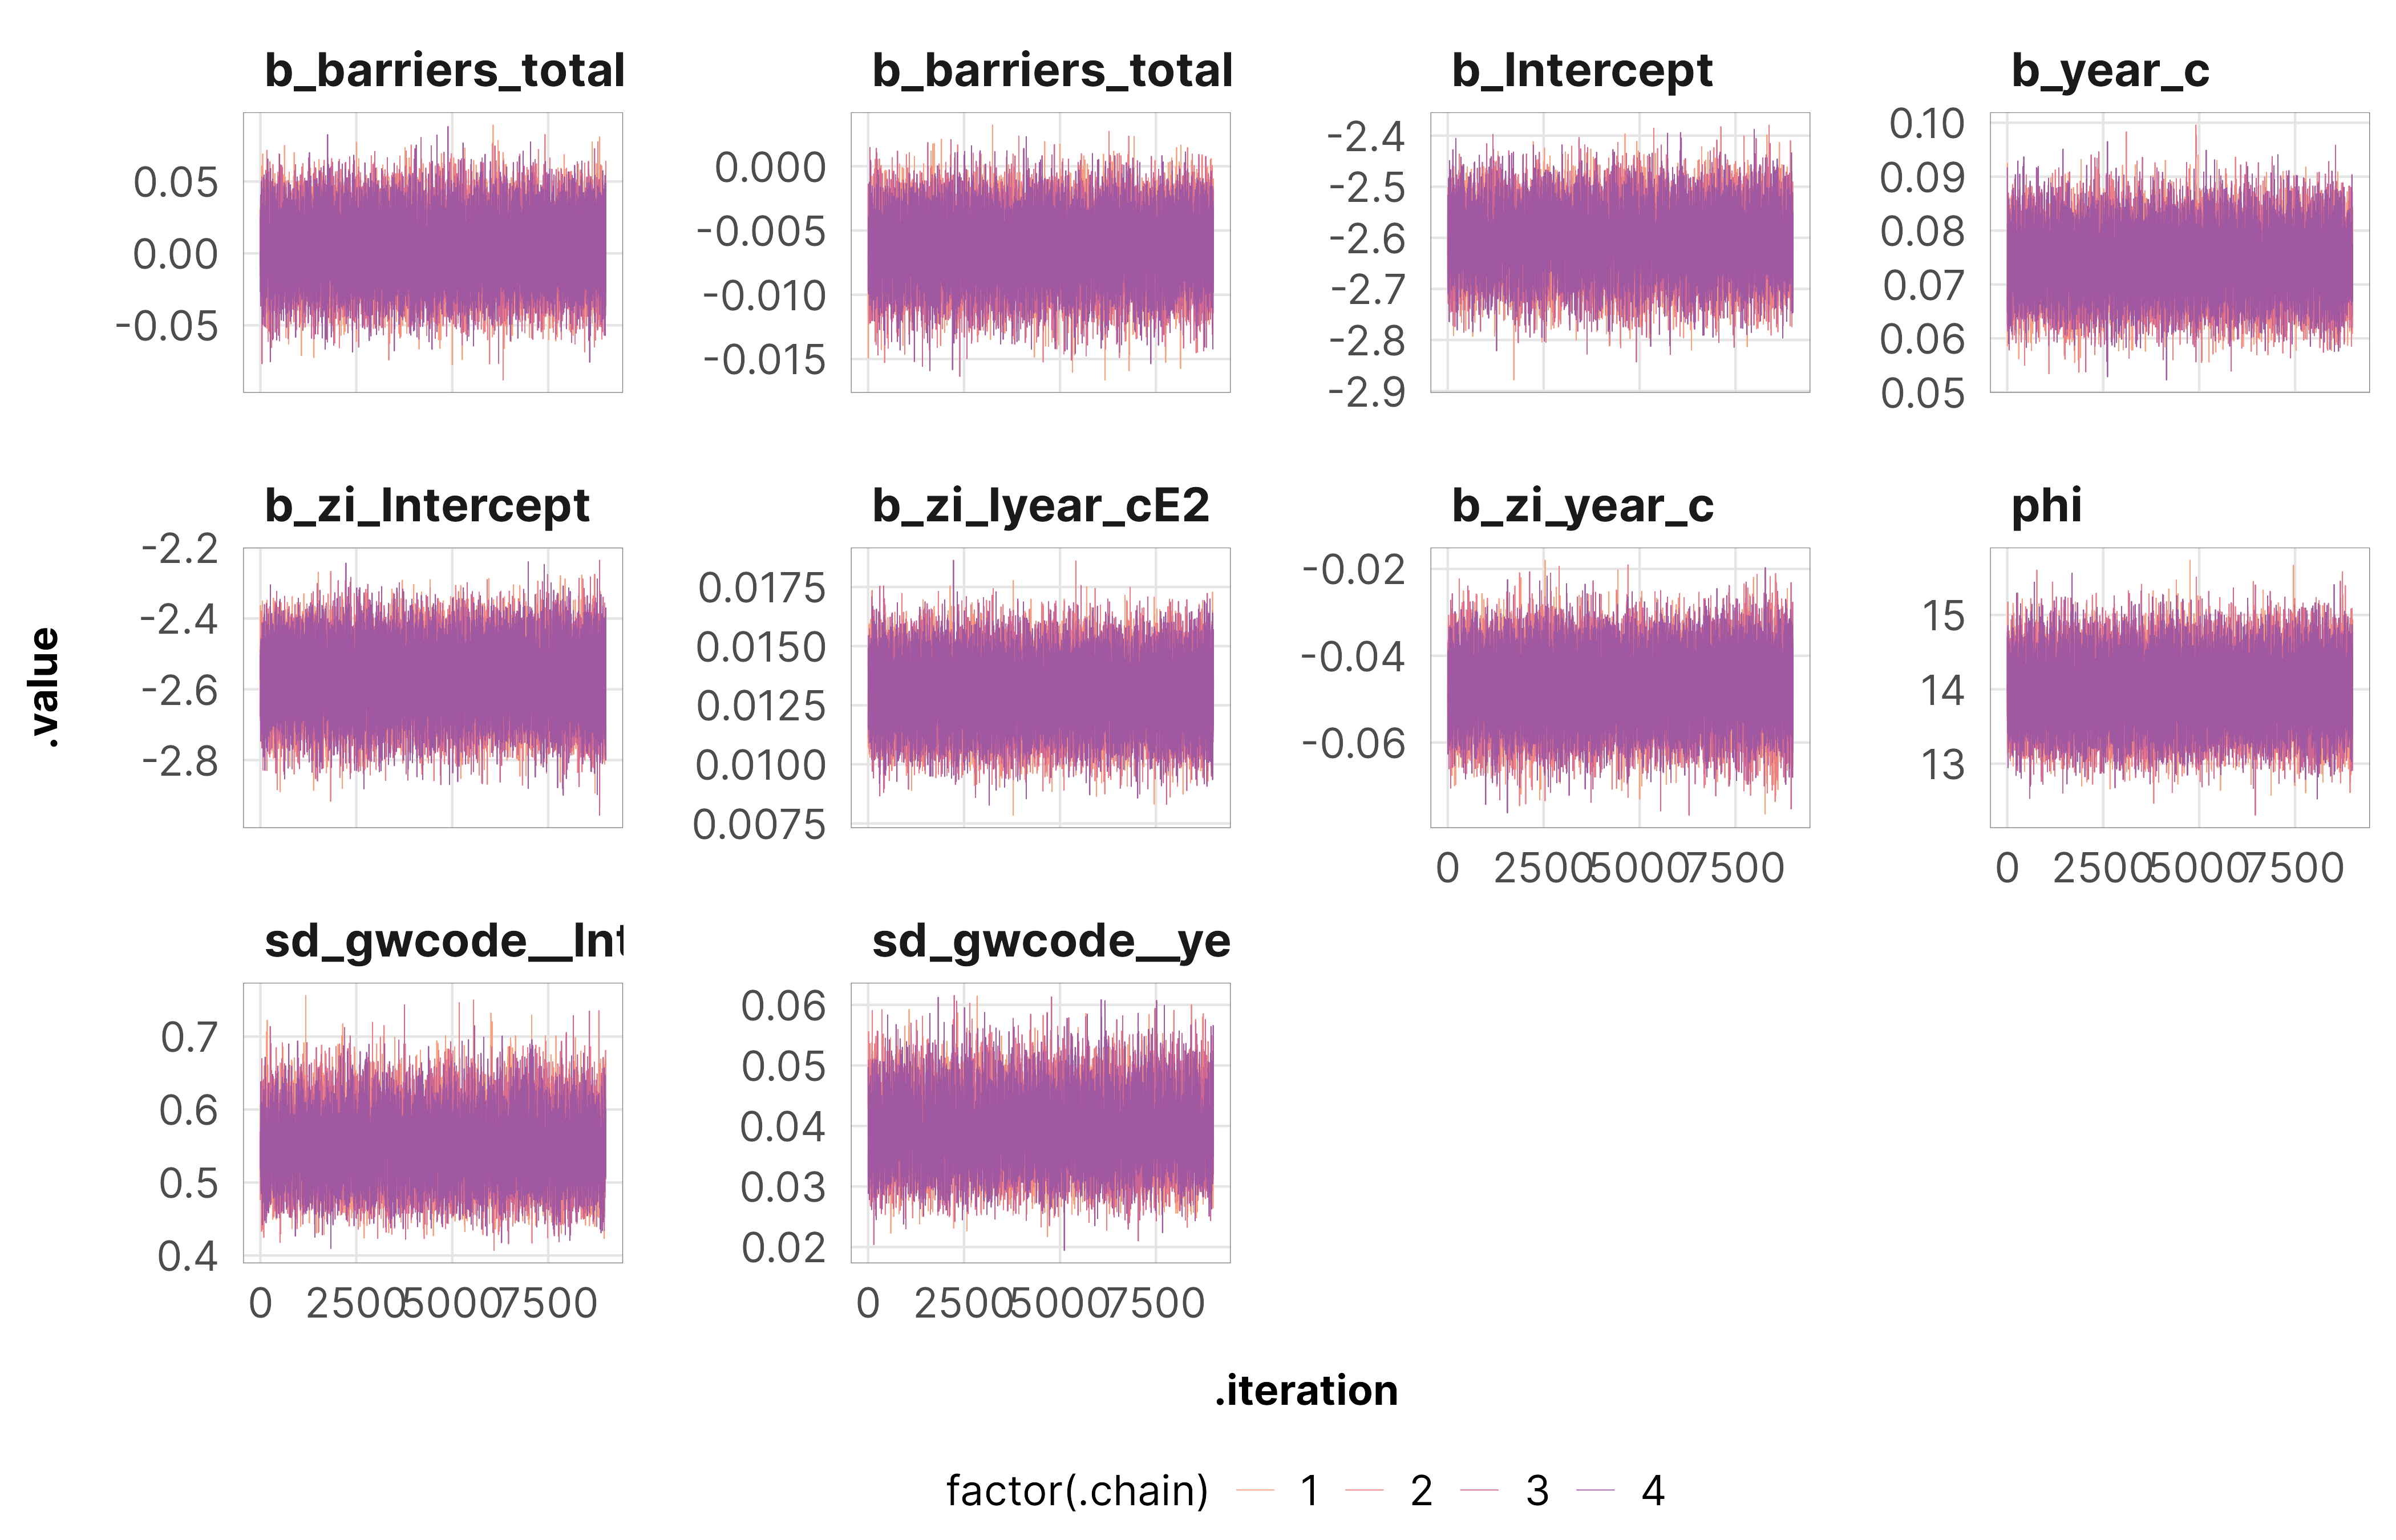 b_barriers_total b_barriers_total b_Intercept b_year_c
0.05 0.00 -0.05
0.000 -0.005 -0.010 -0.015
-2.4 -2.5 -2.6 -2.7 -2.8 -2.9
0.10 0.09 0.08 0.07 0.06 0.05
b_zi_Intercept b_zi_Iyear_cE2 b_zi_year_c phi
-2.2 -2.4 -2.6 -2.8
0.0175 0.0150 0.0125 0.0100 0.0075
-0.02 -0.04 -0.06
15 14 13
0 2500 5000 7500
0 2500 5000 7500
.value
sd_gwcode__Int sd_gwcode__ye
0.7 0.6 0.5 0.4
0.06 0.05 0.04 0.03 0.02
0 2500 5000 7500
0 2500 5000 7500
.iteration
factor(.chain) 1 2 3 4